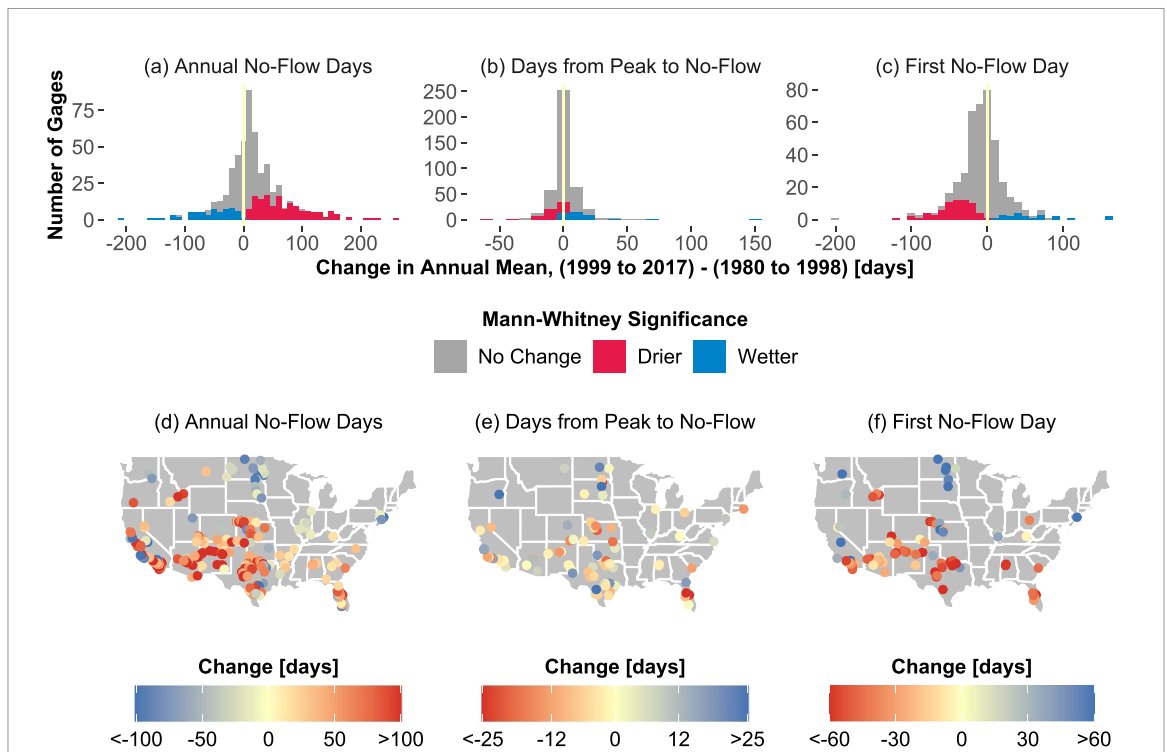 (a) Annual No-Flow Days
(b) Days from Peak to No-Flow
(c) First No-Flow Day
Number of Gages
75
50
25
0
-200 -100 0 100 200
250
200
150
100
50
0
-50 0 50 100 150
80
60
40
20
0
-200 -100 0 100
Change in Annual Mean, (1999 to 2017) - (1980 to 1998) [days]
Mann-Whitney Significance
No Change Drier Wetter
(d) Annual No-Flow Days
(e) Days from Peak to No-Flow
(f) First No-Flow Day
Change [days]
<-100 -50 0 50 >100
Change [days]
<-25 -12 0 12 >25
Change [days]
<-60 -30 0 30 >60